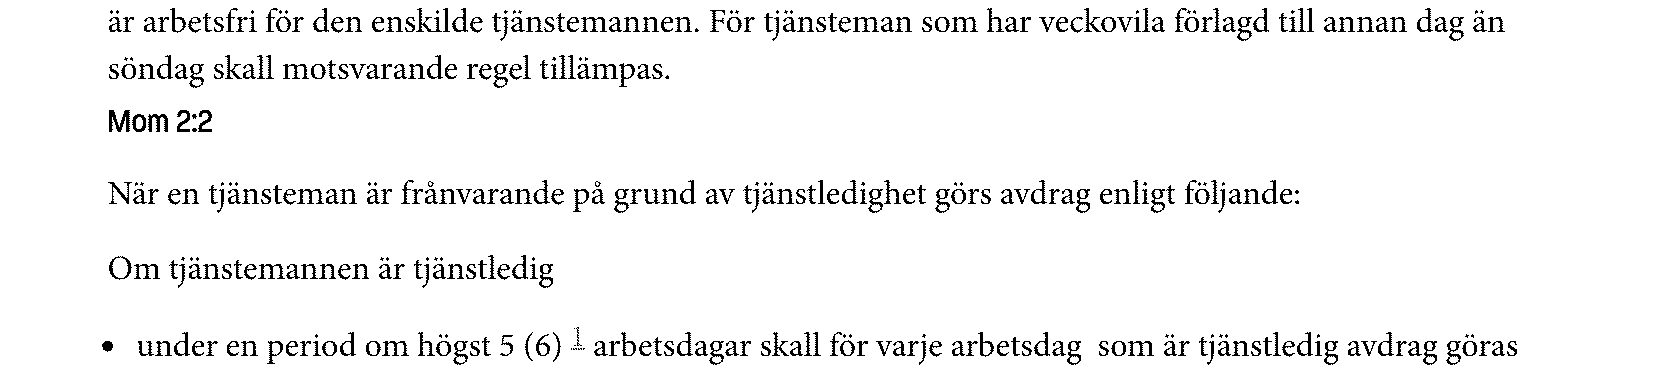 är arbetsfri för den enskilde tjänstemannen. För tjänsteman som har veckovila förlagd till annan dag än
söndag skall motsvarande regel tillämpas.
Mom 2:2
När en tjänsteman är frånvarande på grund av tjänstledighet görs avdrag enligt följande:
Om tjänstemannen är tjänstledig
• under en period om högst 5 (6) 1 arbetsdagar skall för varje arbetsdag som är tjänstledig avdrag göras